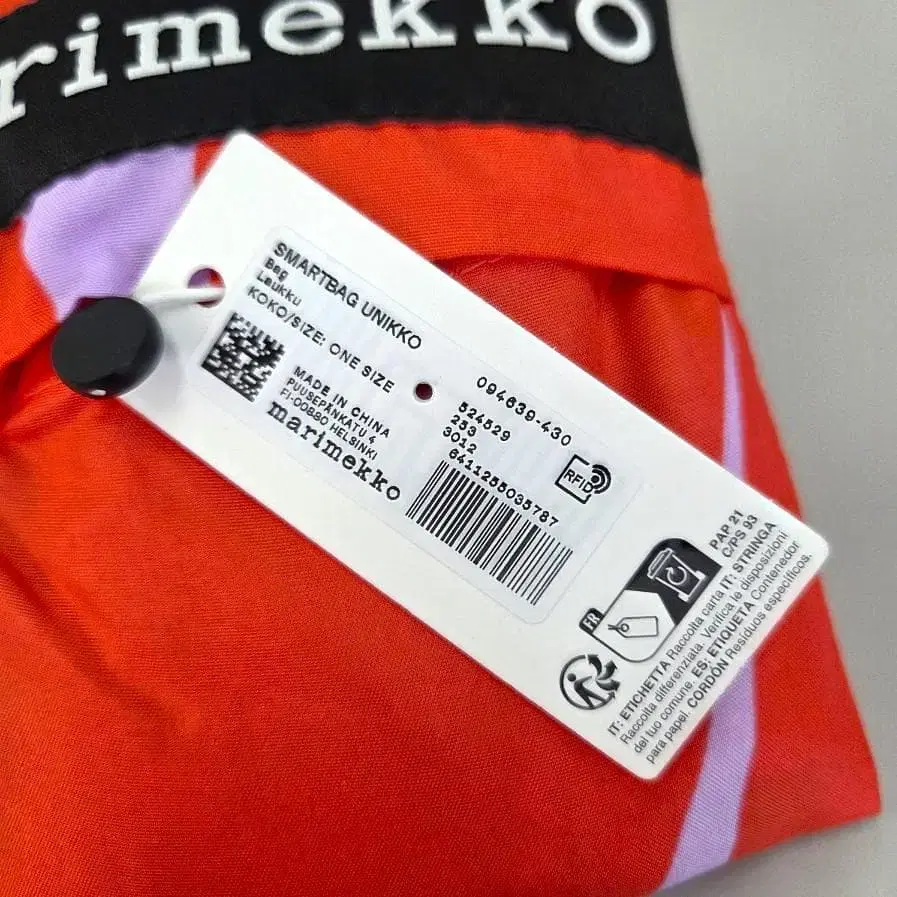 rimekko
SMARTBAG UNIKKO
Bag
Laukku
KOKO/SIZE: ONE SIZE
094639-430
MADE IN CHINA
PUUSEPÄNKATU 4
FI-00880 HELSINKI
marimekko
524529
253
3012
6411255035787
RFID
FR
PAP 21
C/PS 93
IT: ETICHETTA Raccolta carta IT: STRINGA
Raccolta differenziata. Verifica le disposizioni
del tuo comune. ES: ETIQUETA Contenedor
para papel. CORDÓN Residuos específicos.